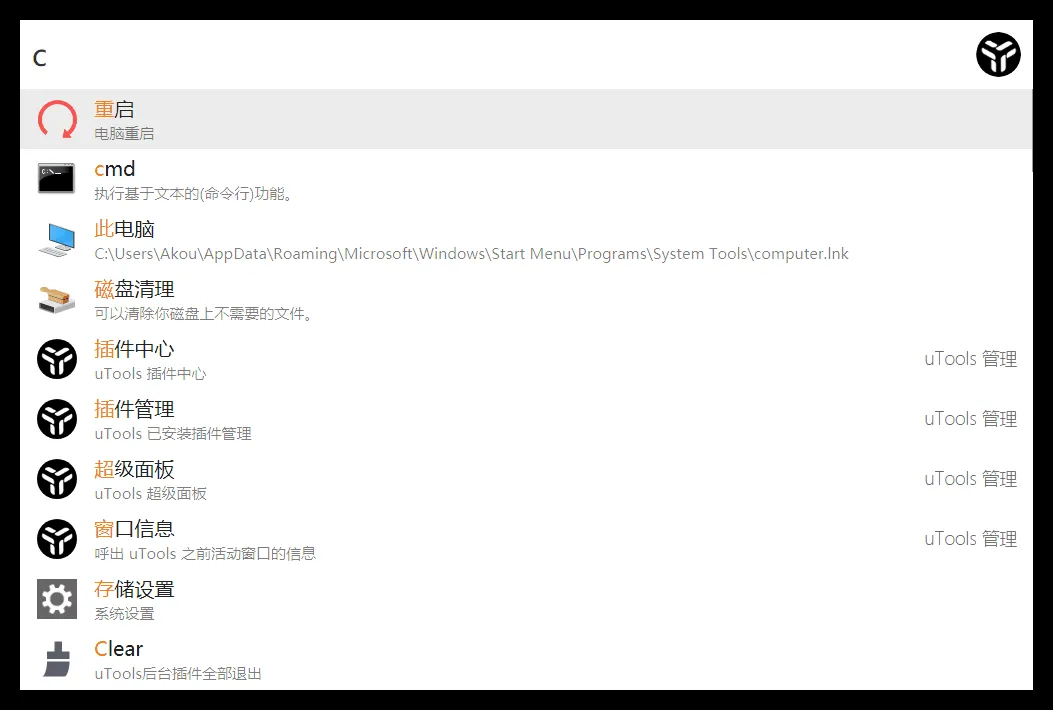 C
重启
电脑重启
cmd
执行基于文本的(命令行)功能。
此电脑
C:\Users\Akou\AppData\Roaming\Microsoft\Windows\Start Menu\Programs\System Tools\computer.lnk
磁盘清理
可以清除你磁盘上不需要的文件。
插件中心
uTools 插件中心
uTools 管理
插件管理
uTools 已安装插件管理
uTools 管理
超级面板
uTools 超级面板
uTools 管理
窗口信息
呼出 uTools 之前活动窗口的信息
uTools 管理
存储设置
系统设置
Clear
uTools后台插件全部退出